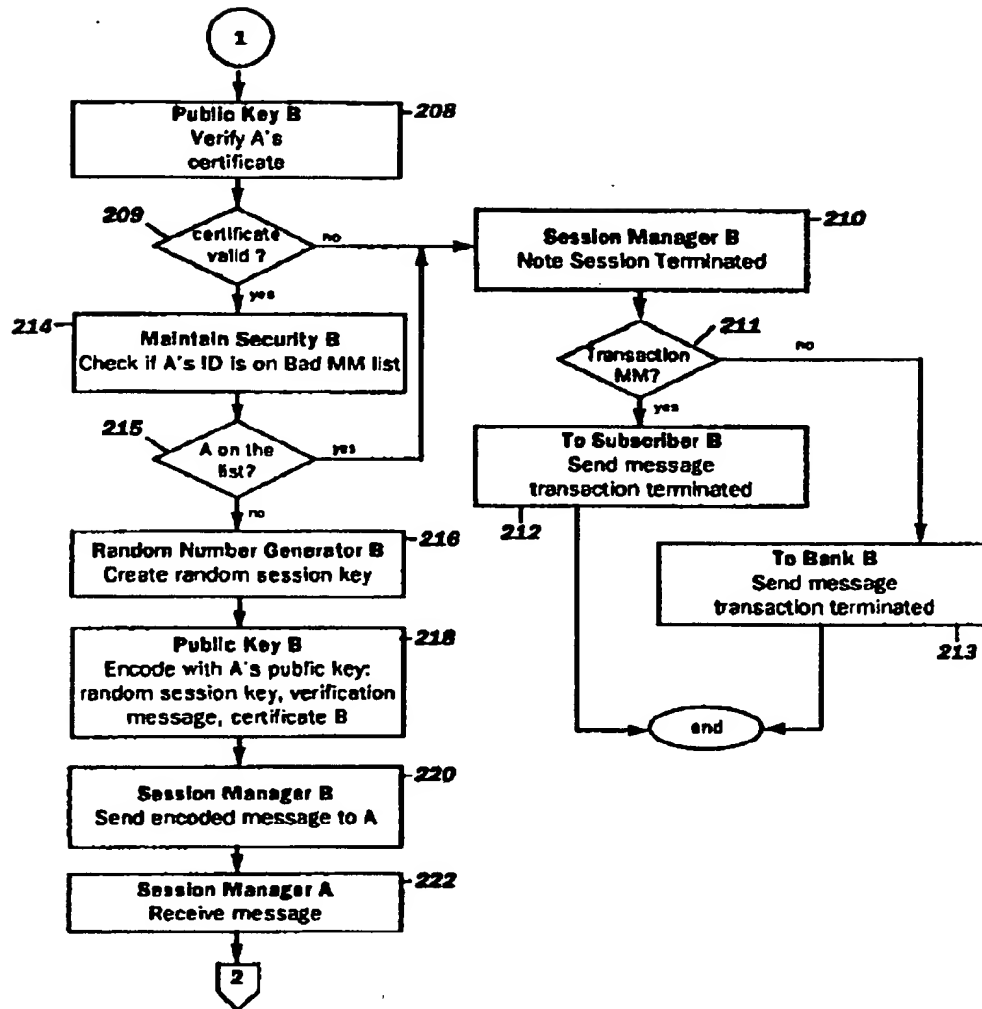 1
Public Key B
Verify A's
certificate
208
209
certificate
valid ?
no
yes
210
Session Manager B
Note Session Terminated
214
Maintain Security B
Check if A's ID is on Bad MM list
211
Transaction
MM?
no
yes
215
A on the
list?
yes
no
To Subscriber B
Send message
transaction terminated
212
216
Random Number Generator B
Create random session key
To Bank B
Send message
transaction terminated
213
218
Public Key B
Encode with A's public key:
random session key, verification
message, certificate B
end
220
Session Manager B
Send encoded message to A
222
Session Manager A
Receive message
2